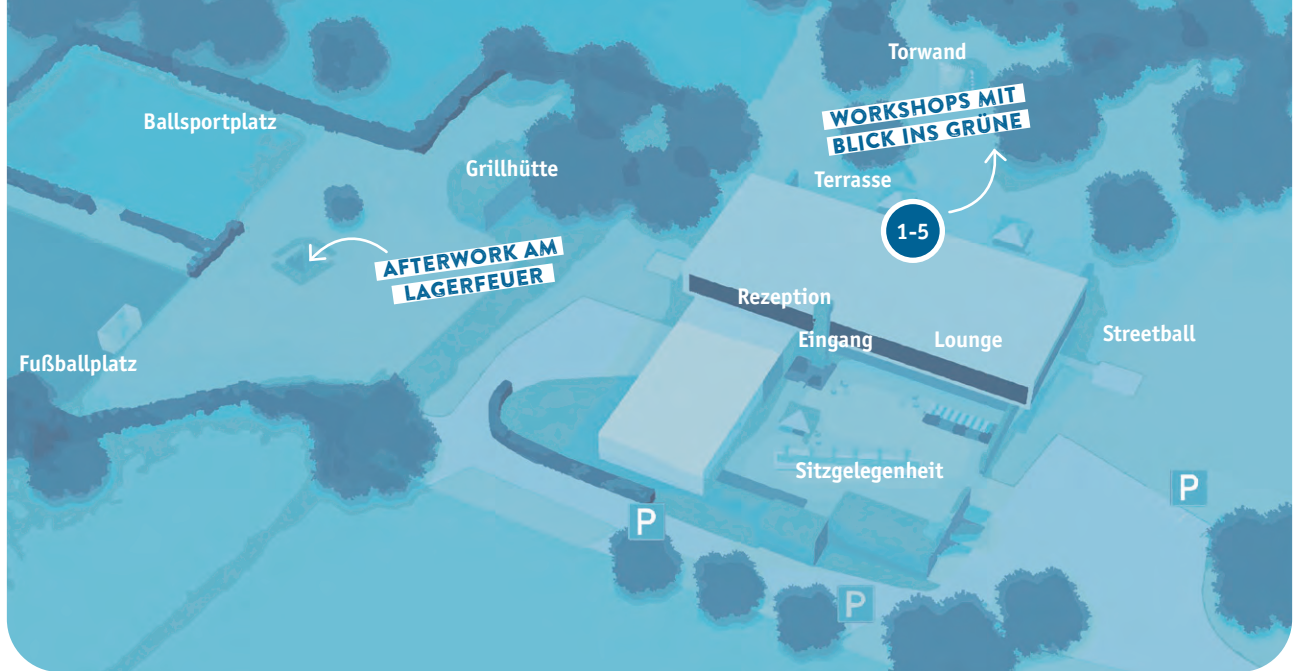 Torwand
WORKSHOPS MIT
BLICK INS GRÜNE
Ballsportplatz
Grillhütte
Terrasse
1-5
AFTERWORK AM
LAGERFEUER
Rezeption
Eingang
Lounge
Streetball
Fußballplatz
Sitzgelegenheit
P
P
P